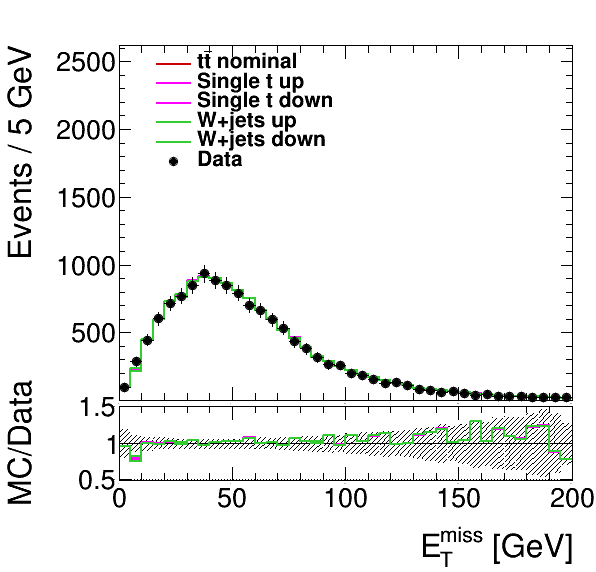 Events / 5 GeV
2500
2000
1500
1000
500
tt̄ nominal
Single t up
Single t down
W+jets up
W+jets down
Data
MC/Data
1.5
1
0.5
0 50 100 150 200
E_T^miss [GeV]